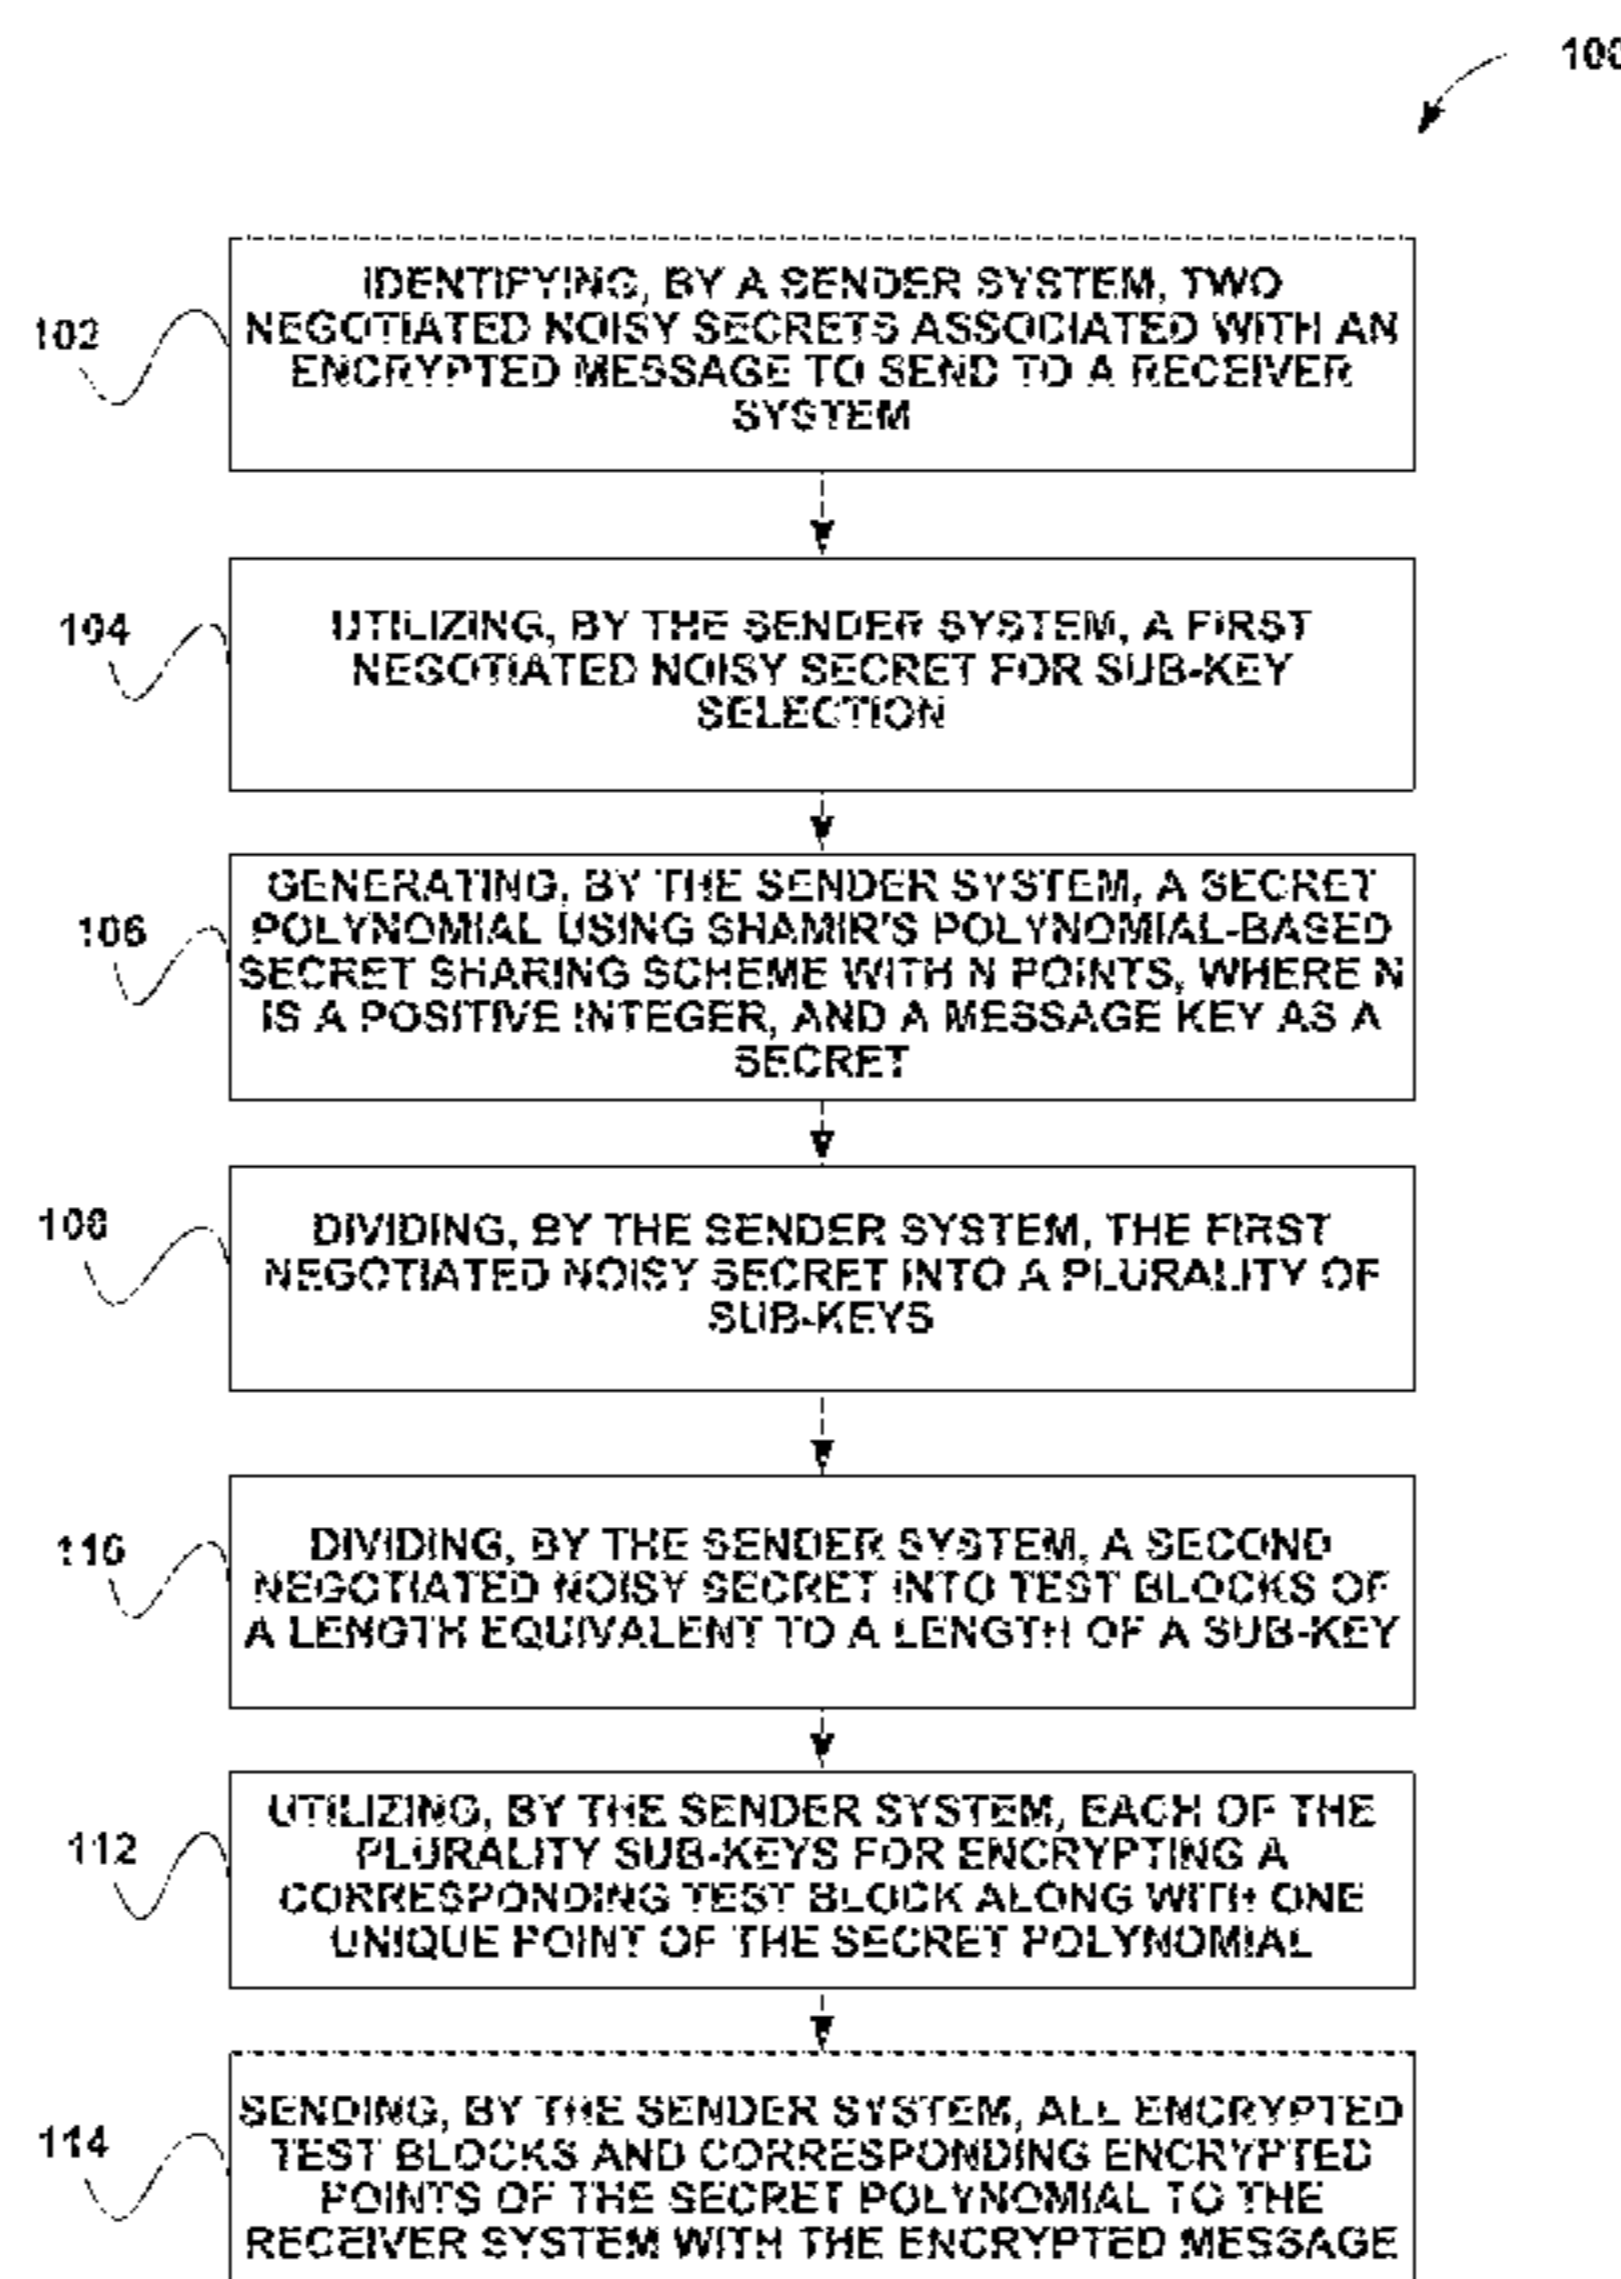 100
102
IDENTIFYING, BY A SENDER SYSTEM, TWO
NEGOTIATED NOISY SECRETS ASSOCIATED WITH AN
ENCRYPTED MESSAGE TO SEND TO A RECEIVER
SYSTEM
104
UTILIZING, BY THE SENDER SYSTEM, A FIRST
NEGOTIATED NOISY SECRET FOR SUB-KEY
SELECTION
106
GENERATING, BY THE SENDER SYSTEM, A SECRET
POLYNOMIAL USING SHAMIR'S POLYNOMIAL-BASED
SECRET SHARING SCHEME WITH N POINTS, WHERE N
IS A POSITIVE INTEGER, AND A MESSAGE KEY AS A
SECRET
108
DIVIDING, BY THE SENDER SYSTEM, THE FIRST
NEGOTIATED NOISY SECRET INTO A PLURALITY OF
SUB-KEYS
110
DIVIDING, BY THE SENDER SYSTEM, A SECOND
NEGOTIATED NOISY SECRET INTO TEST BLOCKS OF
A LENGTH EQUIVALENT TO A LENGTH OF A SUB-KEY
112
UTILIZING, BY THE SENDER SYSTEM, EACH OF THE
PLURALITY SUB-KEYS FOR ENCRYPTING A
CORRESPONDING TEST BLOCK ALONG WITH ONE
UNIQUE POINT OF THE SECRET POLYNOMIAL
114
SENDING, BY THE SENDER SYSTEM, ALL ENCRYPTED
TEST BLOCKS AND CORRESPONDING ENCRYPTED
POINTS OF THE SECRET POLYNOMIAL TO THE
RECEIVER SYSTEM WITH THE ENCRYPTED MESSAGE